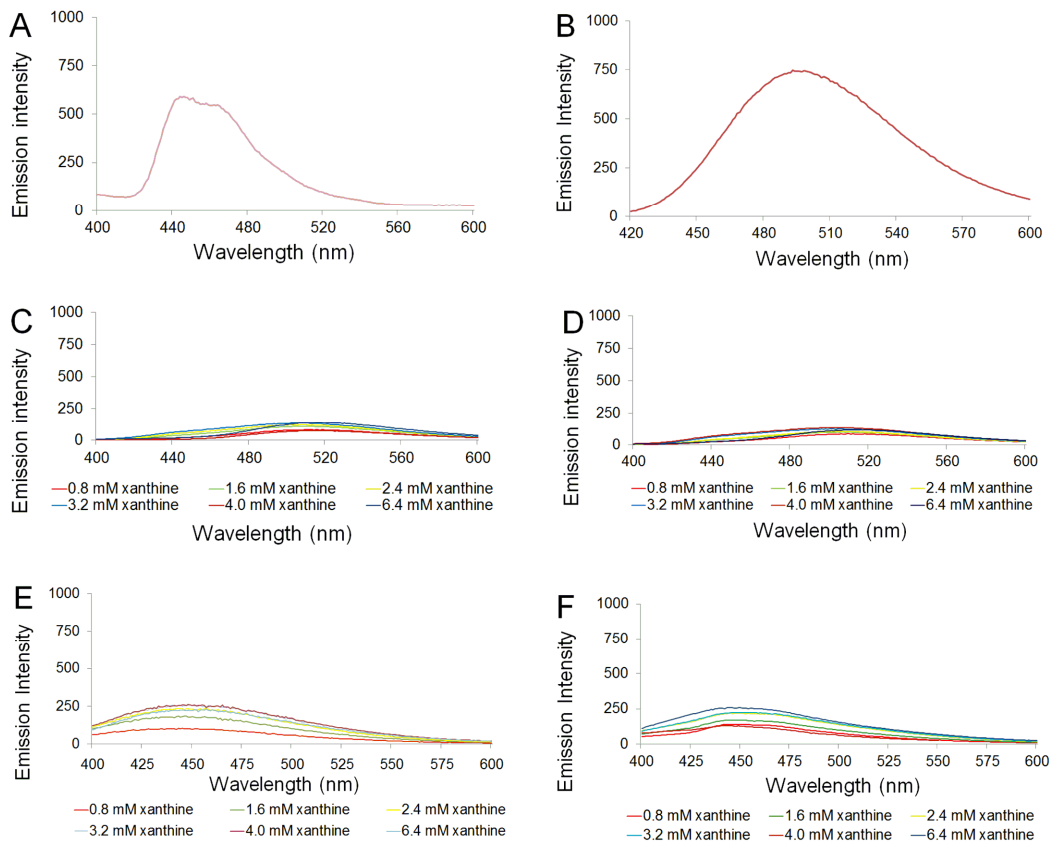 A
Emission intensity
1000
750
500
250
0
400 440 480 520 560 600
Wavelength (nm)
B
Emission Intensity
1000
750
500
250
0
420 450 480 510 540 570 600
Wavelength (nm)
C
Emission Intensity
1000
750
500
250
0
400 440 480 520 560 600
0.8 mM xanthine 1.6 mM xanthine 2.4 mM xanthine
3.2 mM xanthine 4.0 mM xanthine 6.4 mM xanthine
Wavelength (nm)
D
Emission intensity
1000
750
500
250
0
400 440 480 520 560 600
0.8 mM xanthine 1.6 mM xanthine 2.4 mM xanthine
3.2 mM xanthine 4.0 mM xanthine 6.4 mM xanthine
Wavelength (nm)
E
Emission Intensity
1000
750
500
250
0
400 425 450 475 500 525 550 575 600
Wavelength (nm)
0.8 mM xanthine 1.6 mM xanthine 2.4 mM xanthine
3.2 mM xanthine 4.0 mM xanthine 6.4 mM xanthine
F
Emission Intensity
1000
750
500
250
0
400 425 450 475 500 525 550 575 600
Wavelength (nm)
0.8 mM xanthine 1.6 mM xanthine 2.4 mM xanthine
3.2 mM xanthine 4.0 mM xanthine 6.4 mM xanthine